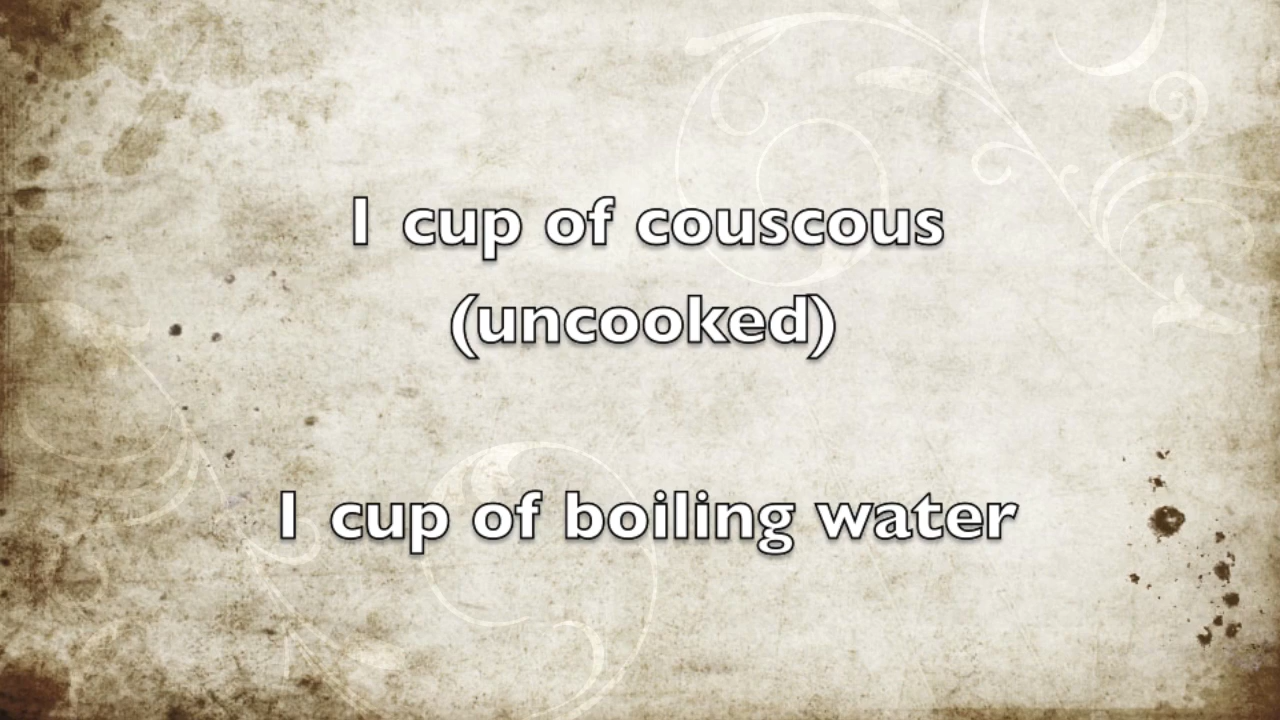 1 cup of couscous
(uncooked)
1 cup of boiling water